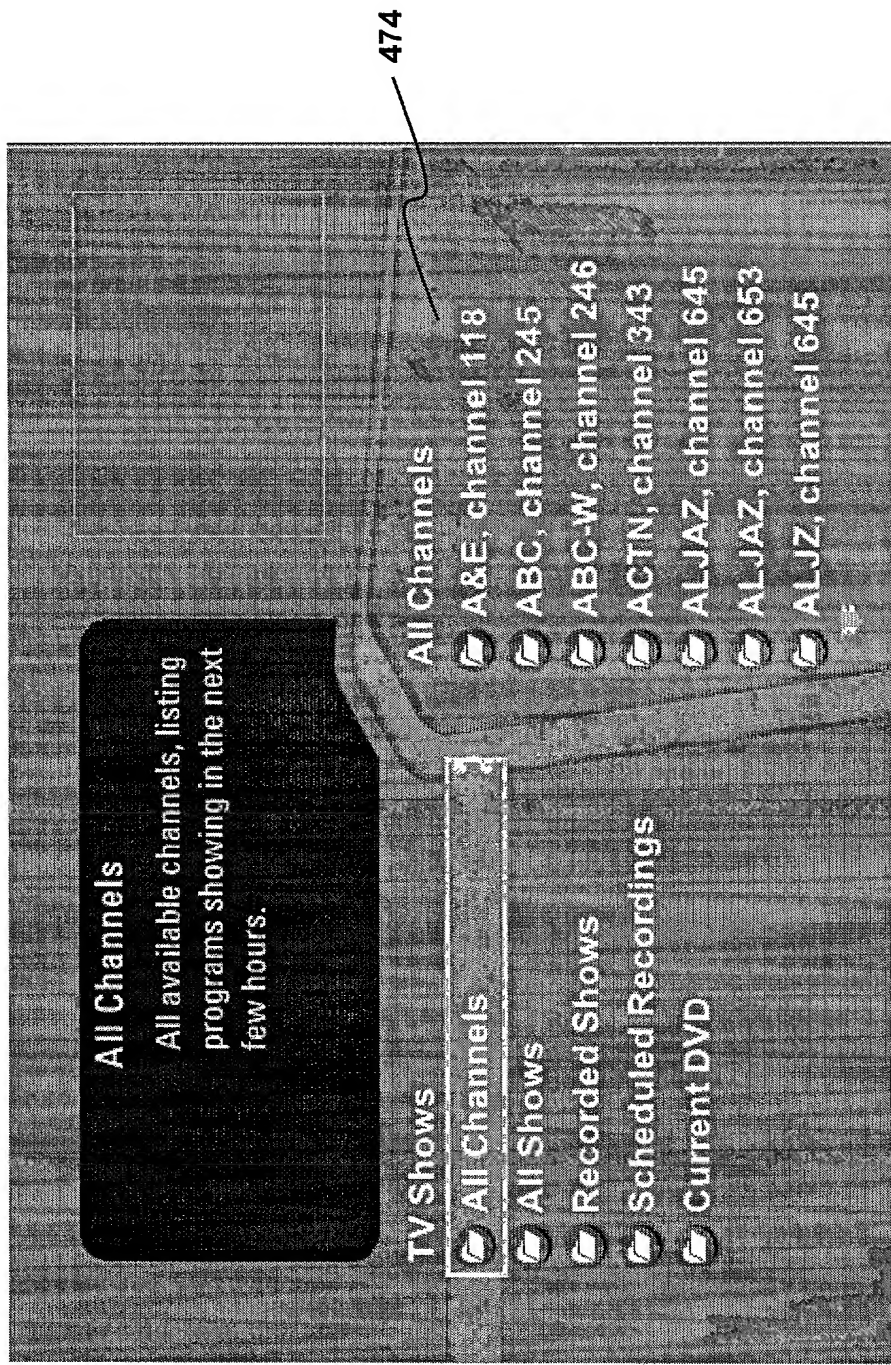 All Channels
All available channels, listing
programs showing in the next
few hours.
TV Shows
All Channels
All Shows
Recorded Shows
Scheduled Recordings
Current DVD
All Channels
A&E, channel 118
ABC, channel 245
ABC-W, channel 246
ACTN, channel 343
ALJAZ, channel 645
ALJAZ, channel 653
ALJZ, channel 645
474